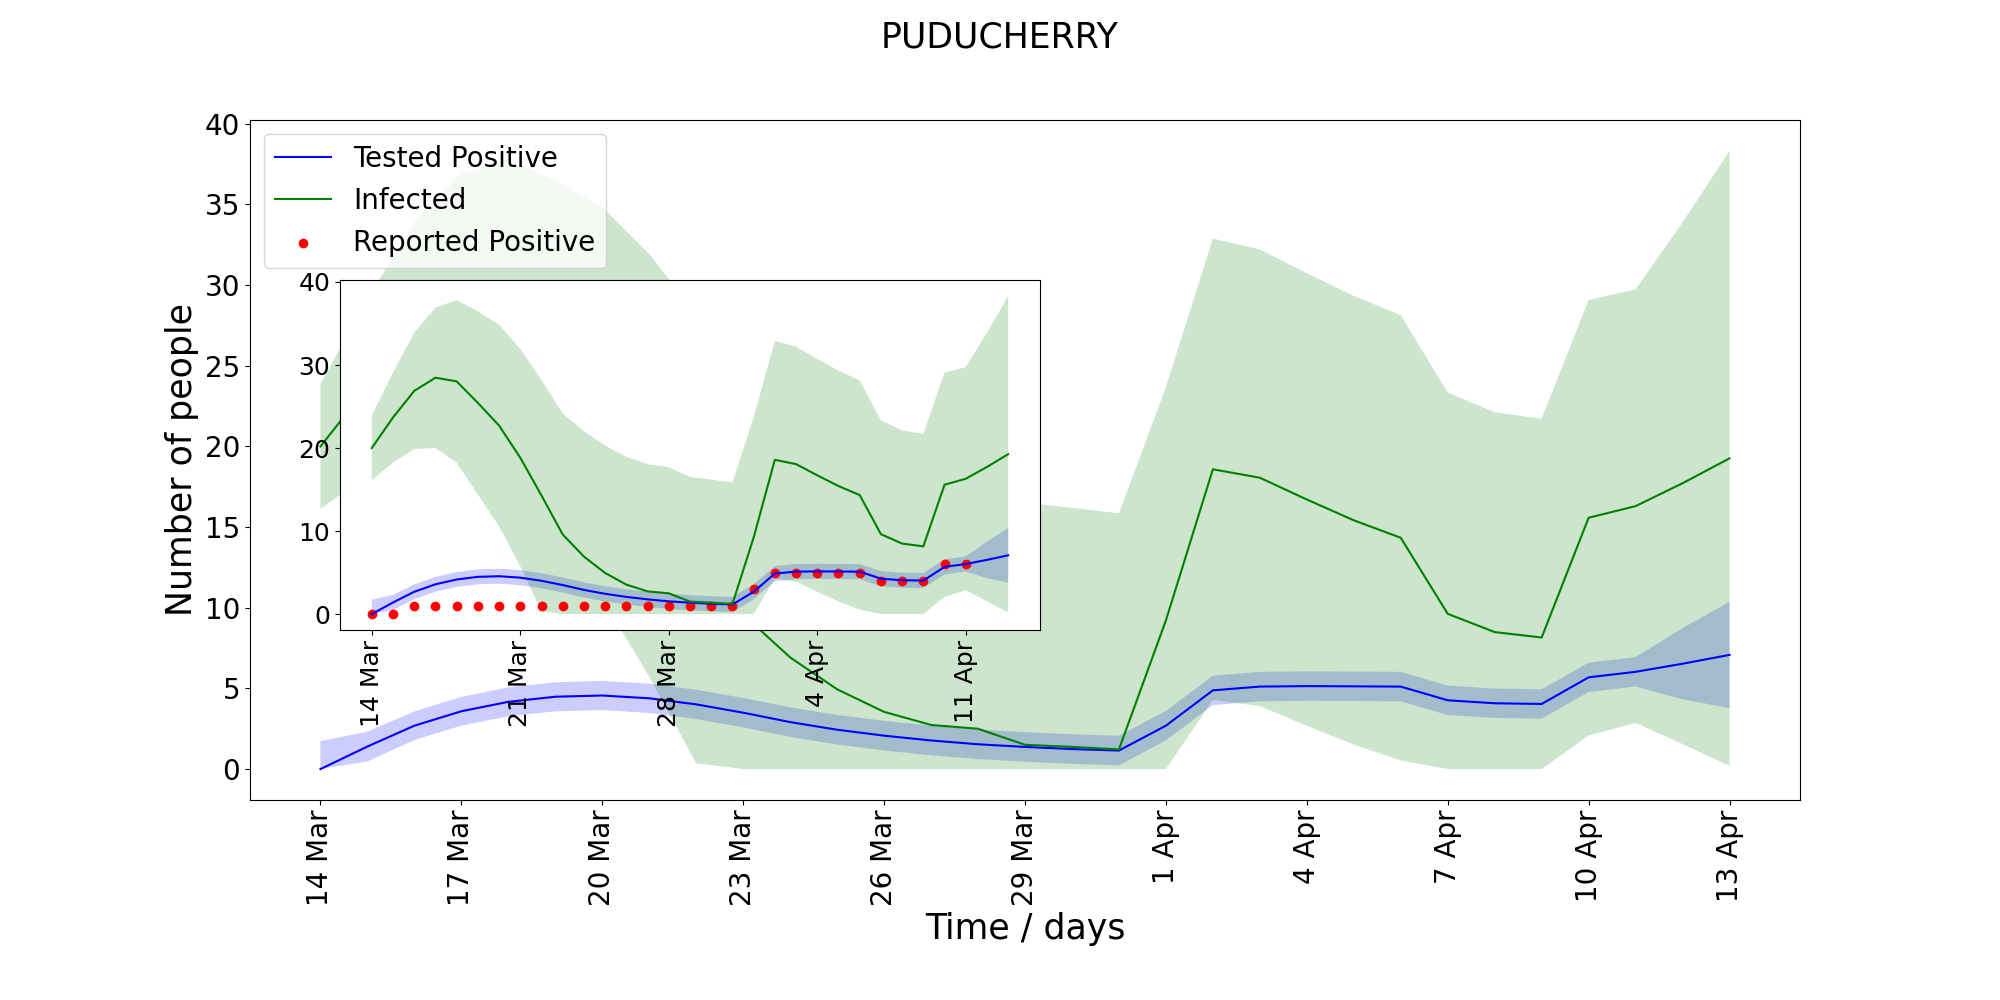 PUDUCHERRY
Tested Positive
Infected
Reported Positive
Number of people
40
35
30
25
20
15
10
5
0
40
30
20
10
0
14 Mar
21 Mar
28 Mar
4 Apr
11 Apr
14 Mar
17 Mar
20 Mar
23 Mar
26 Mar
29 Mar
1 Apr
4 Apr
7 Apr
10 Apr
13 Apr
Time / days